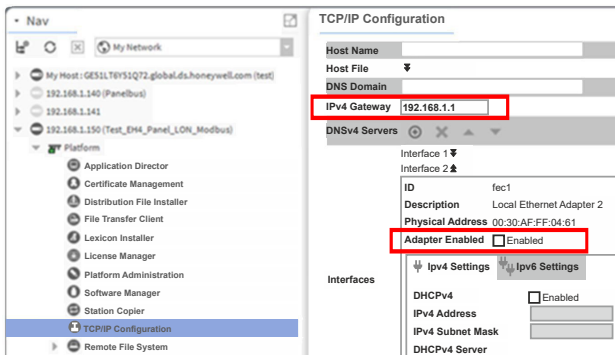 Nav
My Network
My Host : GES1LT6YS1Q72.global.ds.honeywell.com (test)
192.168.1.140 (Panelbus)
192.168.1.141
192.168.1.150 (Test_EH4_Panel_LON_Modbus)
Platform
Application Director
Certificate Management
Distribution File Installer
File Transfer Client
Lexicon Installer
License Manager
Platform Administration
Software Manager
Station Copier
TCP/IP Configuration
Remote File System
TCP/IP Configuration
Host Name
Host File
DNS Domain
IPv4 Gateway 192.168.1.1
DNSv4 Servers
Interface 1
Interface 2
ID fec1
Description Local Ethernet Adapter 2
Physical Address 00:30:AF:FF:04:61
Adapter Enabled Enabled
Interfaces
Ipv4 Settings Ipv6 Settings
DHCPv4 Enabled
IPv4 Address
IPv4 Subnet Mask
DHCPv4 Server